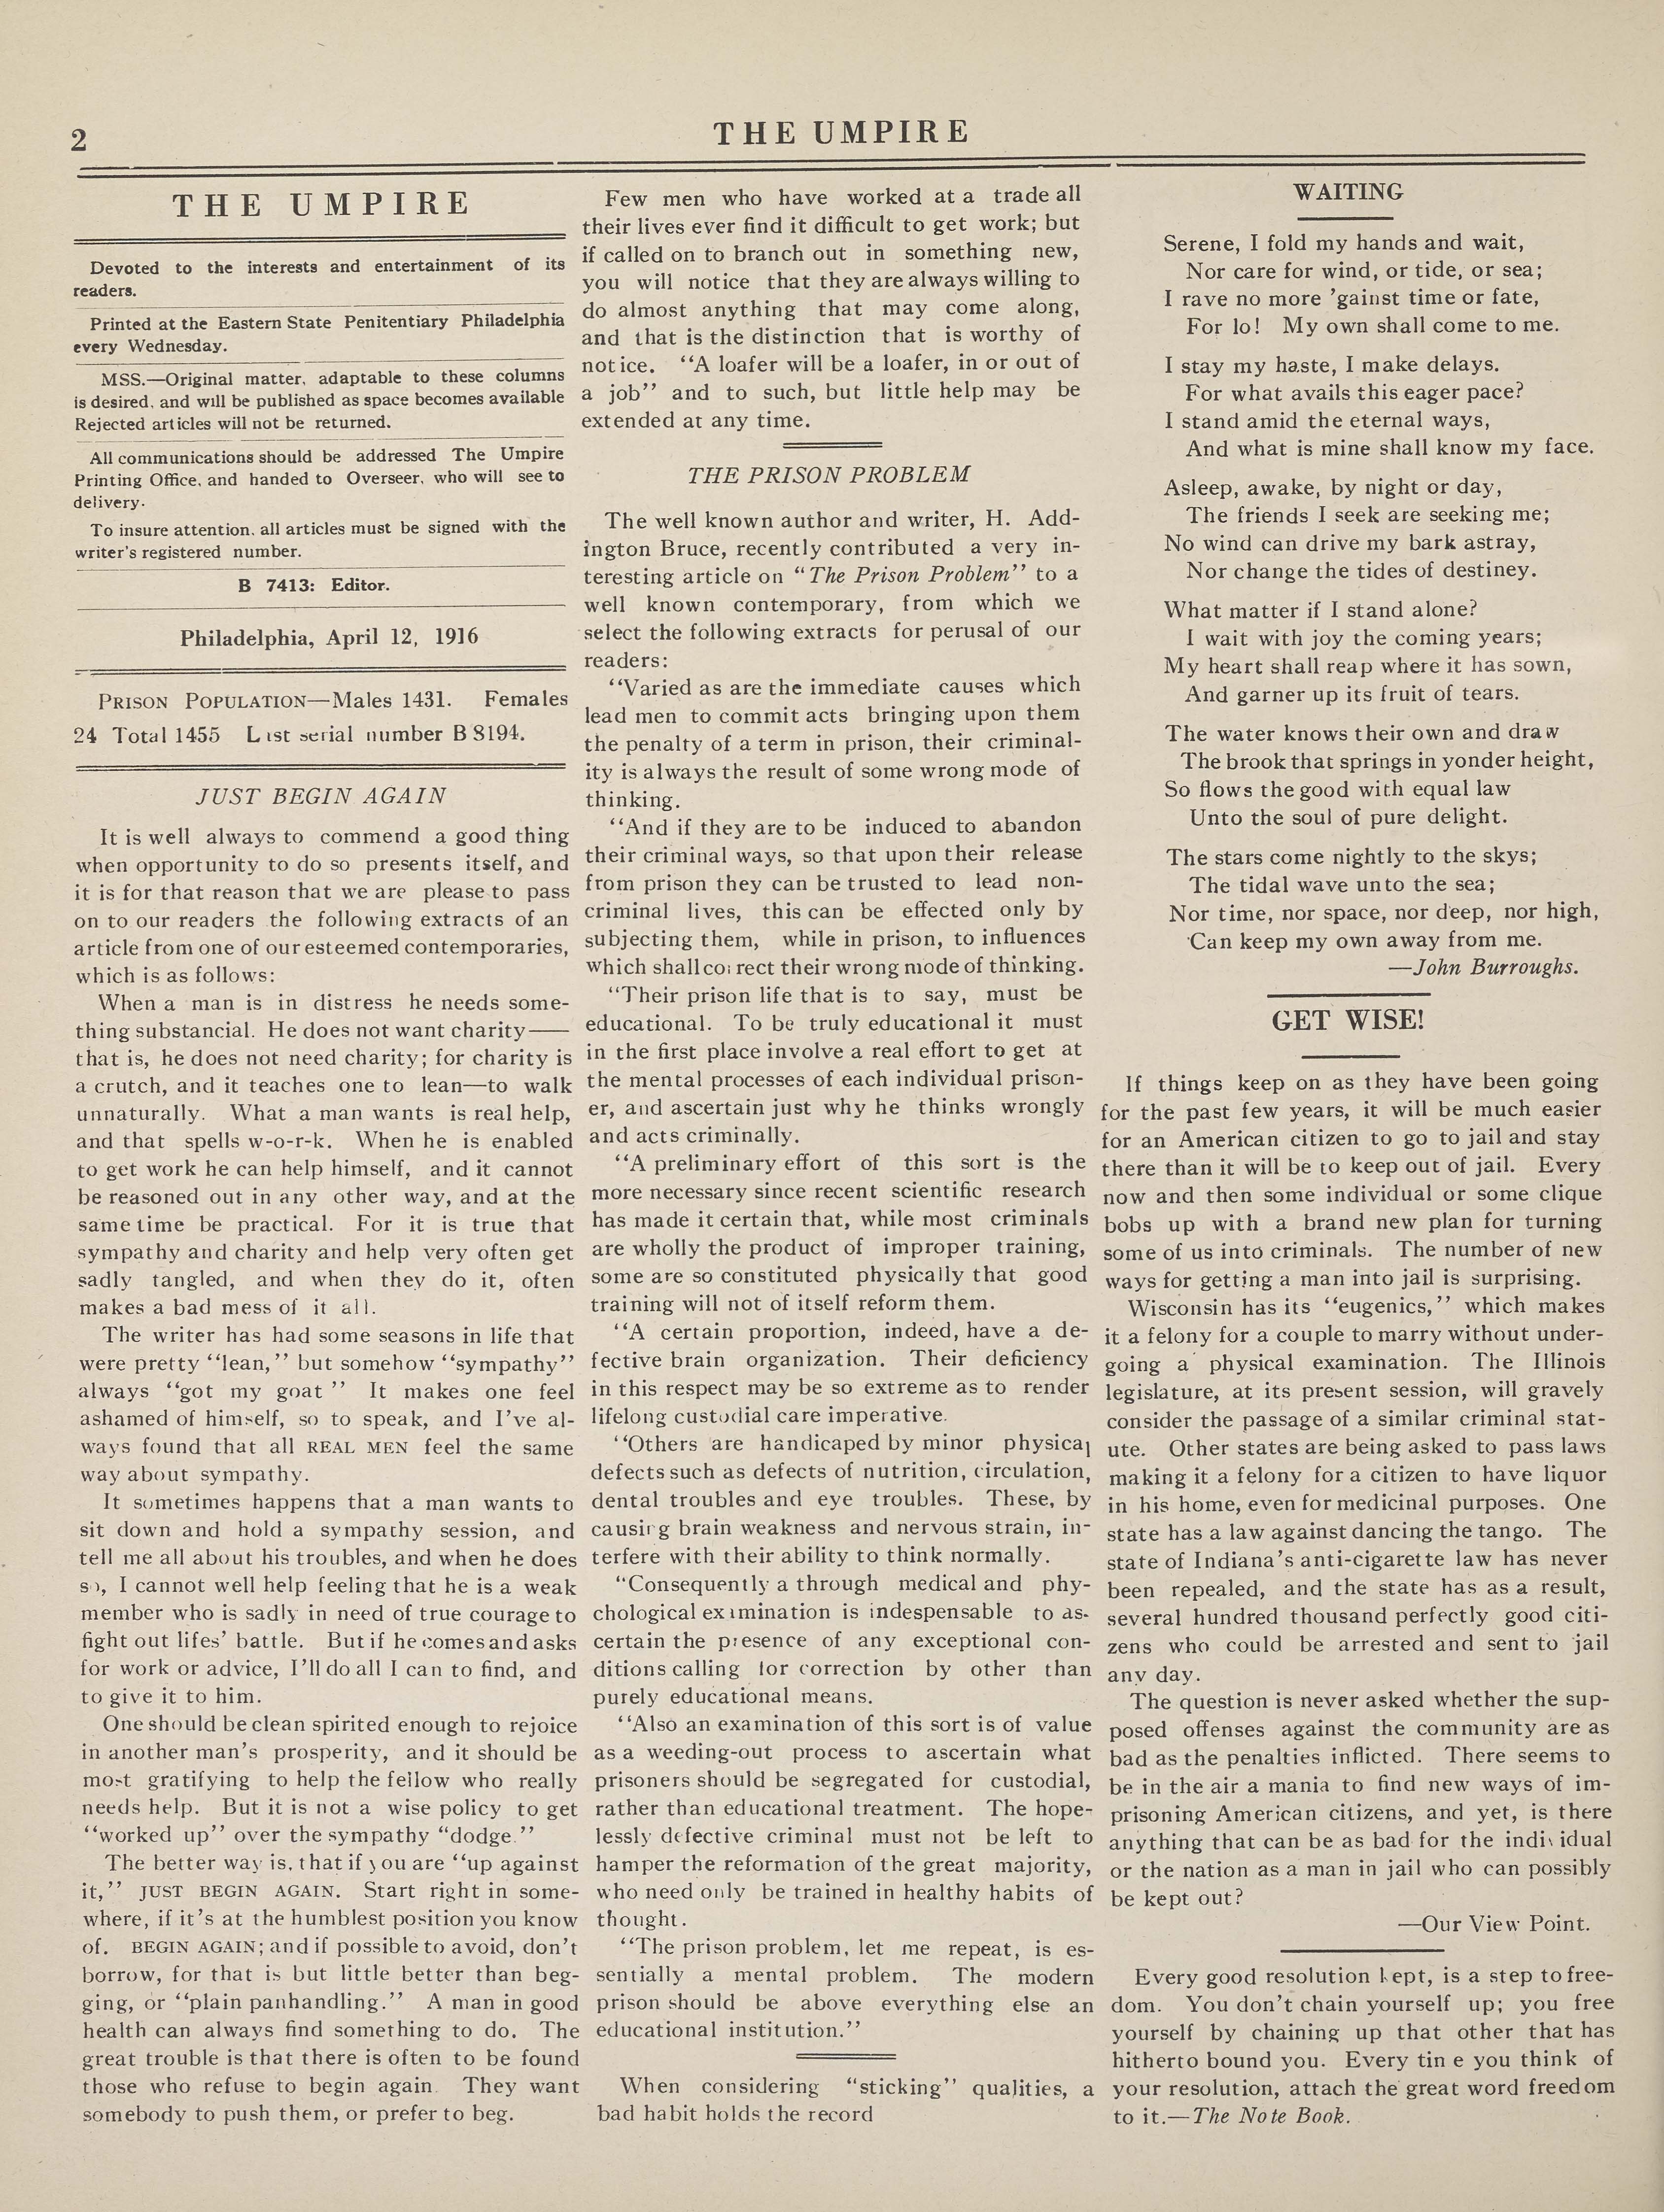 2
THE UMPIRE
THE UMPIRE
Devoted to the interests and entertainment of its
readers.
Printed at the Eastern State Penitentiary Philadelphia
every Wednesday.
MSS.—Original matter, adaptable to these columns
is desired, and will be published as space becomes available
Rejected articles will not be returned.
All communications should be addressed The Umpire
Printing Office, and handed to Overseer, who will see to
delivery.
To insure attention, all articles must be signed with the
writer's registered number.
B 7413: Editor.
Philadelphia, April 12, 1916
PRISON POPULATION—Males 1431. Females
24 Total 1455 Last serial number B 8194.
JUST BEGIN AGAIN
It is well always to commend a good thing
when opportunity to do so presents itself, and
it is for that reason that we are please to pass
on to our readers the following extracts of an
article from one of our esteemed contemporaries,
which is as follows:
When a man is in distress he needs some-
thing substancial. He does not want charity—
that is, he does not need charity; for charity is
a crutch, and it teaches one to lean—to walk
unnaturally. What a man wants is real help,
and that spells w-o-r-k. When he is enabled
to get work he can help himself, and it cannot
be reasoned out in any other way, and at the
same time be practical. For it is true that
sympathy and charity and help very often get
sadly tangled, and when they do it, often
makes a bad mess of it all.
The writer has had some seasons in life that
were pretty "lean," but somehow "sympathy"
always "got my goat" It makes one feel
ashamed of himself, so to speak, and I've al-
ways found that all REAL MEN feel the same
way about sympathy.
It sometimes happens that a man wants to
sit down and hold a sympathy session, and
tell me all about his troubles, and when he does
so, I cannot well help feeling that he is a weak
member who is sadly in need of true courage to
fight out lifes' battle. But if he comes and asks
for work or advice, I'll do all I can to find, and
to give it to him.
One should be clean spirited enough to rejoice
in another man's prosperity, and it should be
most gratifying to help the fellow who really
needs help. But it is not a wise policy to get
"worked up" over the sympathy "dodge."
The better way is, that if you are "up against
it," JUST BEGIN AGAIN. Start right in some-
where, if it's at the humblest position you know
of. BEGIN AGAIN; and if possible to avoid, don't
borrow, for that is but little better than beg-
ging, or "plain panhandling." A man in good
health can always find something to do. The
great trouble is that there is often to be found
those who refuse to begin again. They want
somebody to push them, or prefer to beg.
Few men who have worked at a trade all
their lives ever find it difficult to get work; but
if called on to branch out in something new,
you will notice that they are always willing to
do almost anything that may come along,
and that is the distinction that is worthy of
notice. "A loafer will be a loafer, in or out of
a job" and to such, but little help may be
extended at any time.
THE PRISON PROBLEM
The well known author and writer, H. Add-
ington Bruce, recently contributed a very in-
teresting article on "The Prison Problem" to a
well known contemporary, from which we
select the following extracts for perusal of our
readers:
"Varied as are the immediate causes which
lead men to commit acts bringing upon them
the penalty of a term in prison, their criminal-
ity is always the result of some wrong mode of
thinking.
"And if they are to be induced to abandon
their criminal ways, so that upon their release
from prison they can be trusted to lead non-
criminal lives, this can be effected only by
subjecting them, while in prison, to influences
which shall correct their wrong mode of thinking.
"Their prison life that is to say, must be
educational. To be truly educational it must
in the first place involve a real effort to get at
the mental processes of each individual prison-
er, and ascertain just why he thinks wrongly
and acts criminally.
"A preliminary effort of this sort is the
more necessary since recent scientific research
has made it certain that, while most criminals
are wholly the product of improper training,
some are so constituted physically that good
training will not of itself reform them.
"A certain proportion, indeed, have a de-
fective brain organization. Their deficiency
in this respect may be so extreme as to render
lifelong custodial care imperative.
"Others are handicaped by minor physical
defects such as defects of nutrition, circulation,
dental troubles and eye troubles. These, by
causing brain weakness and nervous strain, in-
terfere with their ability to think normally.
"Consequently a through medical and phy-
chological examination is indespensable to as-
certain the presence of any exceptional con-
ditions calling for correction by other than
purely educational means.
"Also an examination of this sort is of value
as a weeding-out process to ascertain what
prisoners should be segregated for custodial,
rather than educational treatment. The hope-
lessly defective criminal must not be left to
hamper the reformation of the great majority,
who need only be trained in healthy habits of
thought.
"The prison problem, let me repeat, is es-
sentially a mental problem. The modern
prison should be above everything else an
educational institution."
When considering "sticking" qualities, a
bad habit holds the record
WAITING
Serene, I fold my hands and wait,
Nor care for wind, or tide, or sea;
I rave no more 'gainst time or fate,
For lo! My own shall come to me.
I stay my haste, I make delays.
For what avails this eager pace?
I stand amid the eternal ways,
And what is mine shall know my face.
Asleep, awake, by night or day,
The friends I seek are seeking me;
No wind can drive my bark astray,
Nor change the tides of destiney.
What matter if I stand alone?
I wait with joy the coming years;
My heart shall reap where it has sown,
And garner up its fruit of tears.
The water knows their own and draw
The brook that springs in yonder height,
So flows the good with equal law
Unto the soul of pure delight.
The stars come nightly to the skys;
The tidal wave unto the sea;
Nor time, nor space, nor deep, nor high,
Can keep my own away from me.
—John Burroughs.
GET WISE!
If things keep on as they have been going
for the past few years, it will be much easier
for an American citizen to go to jail and stay
there than it will be to keep out of jail. Every
now and then some individual or some clique
bobs up with a brand new plan for turning
some of us into criminals. The number of new
ways for getting a man into jail is surprising.
Wisconsin has its "eugenics," which makes
it a felony for a couple to marry without under-
going a physical examination. The Illinois
legislature, at its present session, will gravely
consider the passage of a similar criminal stat-
ute. Other states are being asked to pass laws
making it a felony for a citizen to have liquor
in his home, even for medicinal purposes. One
state has a law against dancing the tango. The
state of Indiana's anti-cigarette law has never
been repealed, and the state has as a result,
several hundred thousand perfectly good citi-
zens who could be arrested and sent to jail
any day.
The question is never asked whether the sup-
posed offenses against the community are as
bad as the penalties inflicted. There seems to
be in the air a mania to find new ways of im-
prisoning American citizens, and yet, is there
anything that can be as bad for the individual
or the nation as a man in jail who can possibly
be kept out?
—Our View Point.
Every good resolution kept, is a step to free-
dom. You don't chain yourself up; you free
yourself by chaining up that other that has
hitherto bound you. Every time you think of
your resolution, attach the great word freedom
to it.—The Note Book.